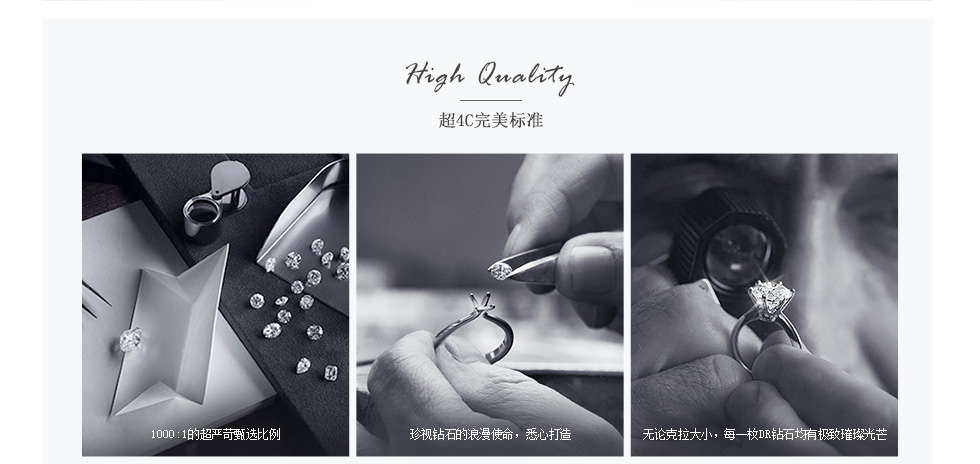 High Quality
超4C完美标准
1000:1的超严苛甄选比例
珍视钻石的浪漫使命，悉心打造
无论克拉大小，每一枚DR钻石均有极致璀璨光芒